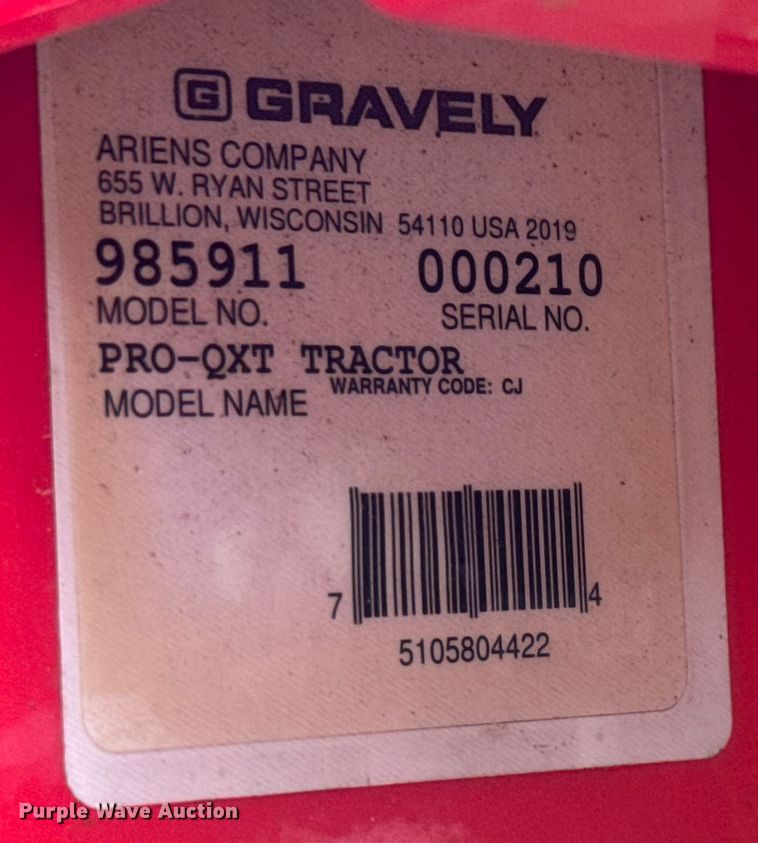 G GRAVELY
ARIENS COMPANY
655 W. RYAN STREET
BRILLION, WISCONSIN 54110 USA 2019
985911 000210
MODEL NO. SERIAL NO.
PRO-QXT TRACTOR
WARRANTY CODE: CJ
MODEL NAME
7 4
5105804422
Purple Wave Auction